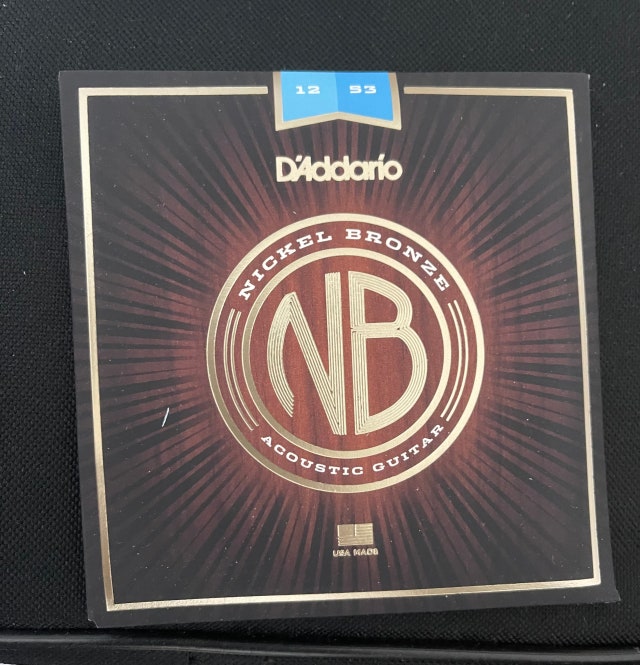 12 53
D'Addario
NICKEL BRONZE
NB
ACOUSTIC GUITAR
USA MADE